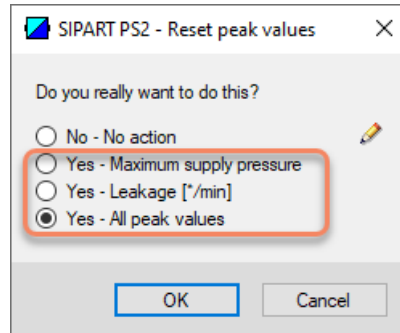 SIPART PS2 - Reset peak values
Do you really want to do this?
No - No action
Yes - Maximum supply pressure
Yes - Leakage [*/min]
Yes - All peak values
OK
Cancel